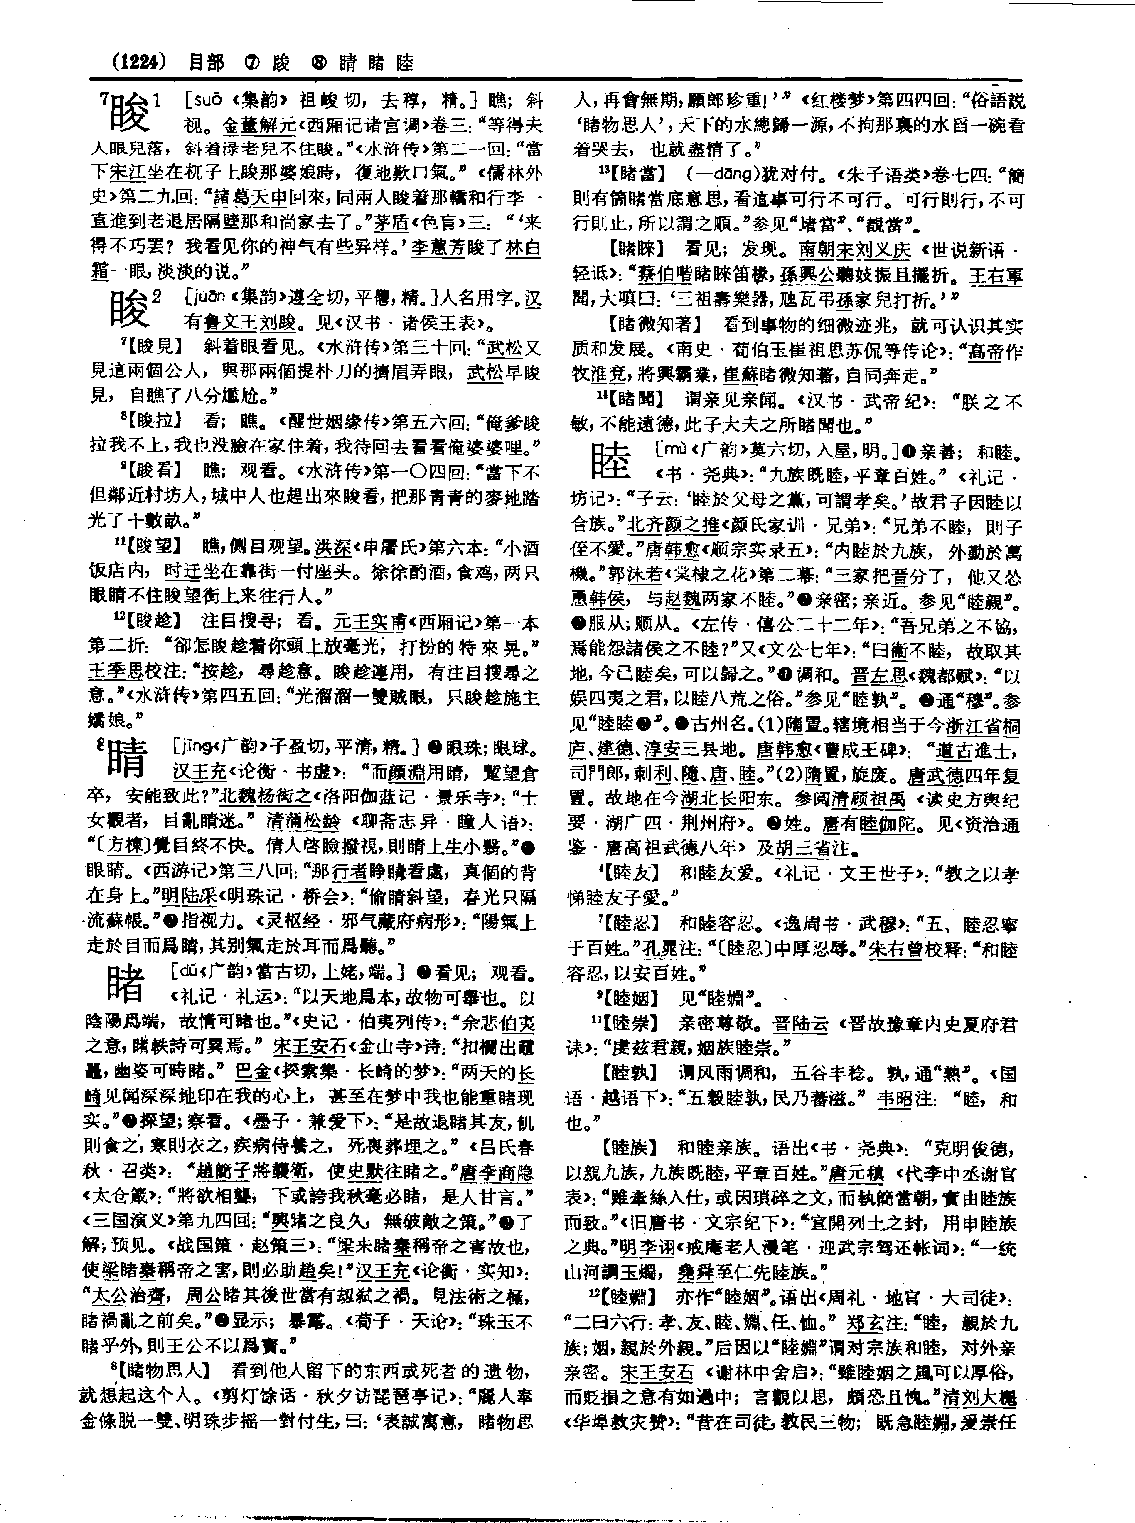 (1224) 目部 ⑦ 睃 ⑧ 睛 睹 睦
⁷睃¹ [suō《集韵》祖峻切，去稕，精。]瞧；斜
视。金董解元《西厢记诸宫调》卷三：“等得夫
人眼兒落，斜着渌老兒不住睃。”《水浒传》第二一回：“當
下宋江坐在杌子上睃那婆娘時，復地歎口氣。”《儒林外
史》第二九回：“諸葛天申回來，同兩人睃着那轎和行李一
直進到老退居隔壁那和尚家去了。”茅盾《色盲》三：“‘来
得不巧罢？我看见你的神气有些异样。’李蕙芳睃了林白
霜一眼，淡淡的说。”
睃² [juān《集韵》遵全切，平僊，精。]人名用字。汉
有鲁文王刘睃。见《汉书·诸侯王表》。
⁷【睃見】 斜着眼看见。《水浒传》第三十回：“武松又
見這兩個公人，與那兩個提朴刀的擠眉弄眼，武松早睃
見，自瞧了八分尷尬。”
⁸【睃拉】 看；瞧。《醒世姻缘传》第五六回：“俺爹睃
拉我不上，我也没臉在家住着，我待回去看看俺婆婆哩。”
⁹【睃看】 瞧；观看。《水浒传》第一〇四回：“當下不
但鄰近村坊人，城中人也趕出來睃看，把那青青的麥地踏
光了十數畝。”
¹¹【睃望】 瞧，侧目观望。洪深《申屠氏》第六本：“小酒
饭店内，时迁坐在靠街一付座头。徐徐酌酒，食鸡，两只
眼睛不住睃望街上来往行人。”
¹²【睃趁】 注目搜寻；看。元王实甫《西厢记》第一本
第二折：“卻怎睃趁着你頭上放毫光，打扮的特來晃。”
王季思校注：“按趁，尋趁意。睃趁連用，有注目搜尋之
意。”《水浒传》第四五回：“光溜溜一雙賊眼，只睃趁施主
嬌娘。”
⁸睛 [jīng《广韵》子盈切，平清，精。]❶眼珠；眼球。
汉王充《论衡·书虚》：“而顔淵用睛，蹔望倉
卒，安能致此？”北魏杨衒之《洛阳伽蓝记·景乐寺》：“士
女觀者，目亂睛迷。”清蒲松龄《聊斋志异·瞳人语》：
“〔方棟〕覺目終不快。倩人啓瞼撥視，則睛上生小翳。”❷
眼睛。《西游记》第三八回：“那行者睁睛看處，真個的背
在身上。”明陆采《明珠记·桥会》：“偷睛斜望，春光只隔
流蘇帳。”❸指视力。《灵枢经·邪气藏府病形》：“陽氣上
走於目而爲睛，其别氣走於耳而爲聽。”
睹 [dǔ《广韵》當古切，上姥，端。]❶看见；观看。
《礼记·礼运》：“以天地爲本，故物可舉也。以
陰陽爲端，故情可睹也。”《史记·伯夷列传》：“余悲伯夷
之意，睹軼詩可異焉。”宋王安石《金山寺》诗：“扣欄出黿
鼉，幽姿可時睹。”巴金《探索集·长崎的梦》：“两天的长
崎见闻深深地印在我的心上，甚至在梦中我也能重睹现
实。”❷探望；察看。《墨子·兼爱下》：“是故退睹其友，飢
則食之，寒則衣之，疾病侍養之，死喪葬埋之。”《吕氏春
秋·召类》：“趙簡子將襲衛，使史默往睹之。”唐李商隐
《太仓箴》：“將欲相豔，下或誇我秋毫必睹，是人甘言。”
《三国演义》第九四回：“興猪之良久，無破敵之策。”❸了
解；预见。《战国策·赵策三》：“梁未睹秦稱帝之害故也，
使梁睹秦稱帝之害，則必助趙矣！”汉王充《论衡·实知》：
“太公治齊，周公睹其後世當有刼弒之禍。見法術之極，
睹禍亂之前矣。”❹显示；暴露。《荀子·天论》：“珠玉不
睹乎外，則王公不以爲寶。”
⁸【睹物思人】 看到他人留下的东西或死者的遗物，
就想起这个人。《剪灯馀话·秋夕访琵琶亭记》：“麗人奉
金條脱一雙、明珠步摇一對付生，曰：‘表誠寓意，睹物思
人，再會無期，願郎珍重！’”《红楼梦》第四四回：“俗語説
‘睹物思人’，天下的水總歸一源，不拘那裏的水舀一碗看
着哭去，也就盡情了。”
¹³【睹當】 (—dāng)犹对付。《朱子语类》卷七四：“簡
則有箇睹當底意思，看這事可行不可行。可行則行，不可
行則止，所以謂之順。”参见“堵當”、“覩當”。
【睹睞】 看见；发现。南朝宋刘义庆《世说新语·
轻诋》：“蔡伯喈睹睞笛椽，孫興公聽妓振且擺折。王右軍
聞，大嗔曰：‘三祖壽樂器，虺瓦弔孫家兒打折。’”
【睹微知著】 看到事物的细微迹兆，就可认识其实
质和发展。《南史·荀伯玉崔祖思苏侃等传论》：“高帝作
牧淮兗，將興霸業，崔蘇睹微知著，自同奔走。”
¹⁴【睹聞】 谓亲见亲闻。《汉书·武帝纪》：“朕之不
敏，不能遠德，此子大夫之所睹聞也。”
睦 [mù《广韵》莫六切，入屋，明。]❶亲善；和睦。
《书·尧典》：“九族既睦，平章百姓。”《礼记·
坊记》：“子云：‘睦於父母之黨，可謂孝矣。’故君子因睦以
合族。”北齐颜之推《颜氏家训·兄弟》：“兄弟不睦，則子
侄不愛。”唐韩愈《顺宗实录五》：“内睦於九族，外勤於萬
機。”郭沫若《棠棣之花》第二幕：“三家把晋分了，他又怂
恿韩侯，与赵魏两家不睦。”❷亲密；亲近。参见“睦親”。
❸服从；顺从。《左传·僖公二十二年》：“吾兄弟之不協，
焉能怨諸侯之不睦？”又《文公七年》：“日衛不睦，故取其
地，今已睦矣，可以歸之。”❹调和。晋左思《魏都赋》：“以
娱四夷之君，以睦八荒之俗。”参见“睦孰”。❺通“穆”。参
见“睦睦❷”。❻古州名。(1)隋置。辖境相当于今浙江省桐
庐、建德、淳安三县地。唐韩愈《曹成王碑》：“道古進士，
司門郎，刺利、隨、唐、睦。”(2)隋置，旋废。唐武德四年复
置。故地在今湖北长阳东。参阅清顾祖禹《读史方舆纪
要·湖广四·荆州府》。❼姓。唐有睦伽陀。见《资治通
鉴·唐高祖武德八年》及胡三省注。
⁴【睦友】 和睦友爱。《礼记·文王世子》：“教之以孝
悌睦友子愛。”
⁷【睦忍】 和睦容忍。《逸周书·武穆》：“五、睦忍寧
于百姓。”孔晁注：“〔睦忍〕中厚忍辱。”朱右曾校释：“和睦
容忍，以安百姓。”
⁹【睦姻】 见“睦婣”。
¹¹【睦崇】 亲密尊敬。晋陆云《晋故豫章内史夏府君
诔》：“虔兹君親，姻族睦崇。”
【睦孰】 谓风雨调和，五谷丰稔。孰，通“熟”。《国
语·越语下》：“五穀睦孰，民乃蕃滋。”韦昭注：“睦，和
也。”
【睦族】 和睦亲族。语出《书·尧典》：“克明俊德，
以親九族，九族既睦，平章百姓。”唐元稹《代李中丞谢官
表》：“雖牽絲入仕，或因瑣碎之文，而執簡當朝，實由睦族
而致。”《旧唐书·文宗纪下》：“宜開列土之封，用申睦族
之典。”明李诩《戒庵老人漫笔·迎武宗驾还帐词》：“一统
山河調玉燭，堯舜至仁先睦族。”
¹²【睦婣】 亦作“睦姻”。语出《周礼·地官·大司徒》：
“二曰六行：孝、友、睦、婣、任、恤。”郑玄注：“睦，親於九
族；姻，親於外親。”后因以“睦婣”谓对宗族和睦，对外亲
亲密。宋王安石《谢林中舍启》：“雖睦姻之風可以厚俗，
而贬損之意有如過中；言觀以思，頗恐且愧。”清刘大櫆
《华埠救灾赞》：“昔在司徒，教民三物；既急睦婣，爰崇任